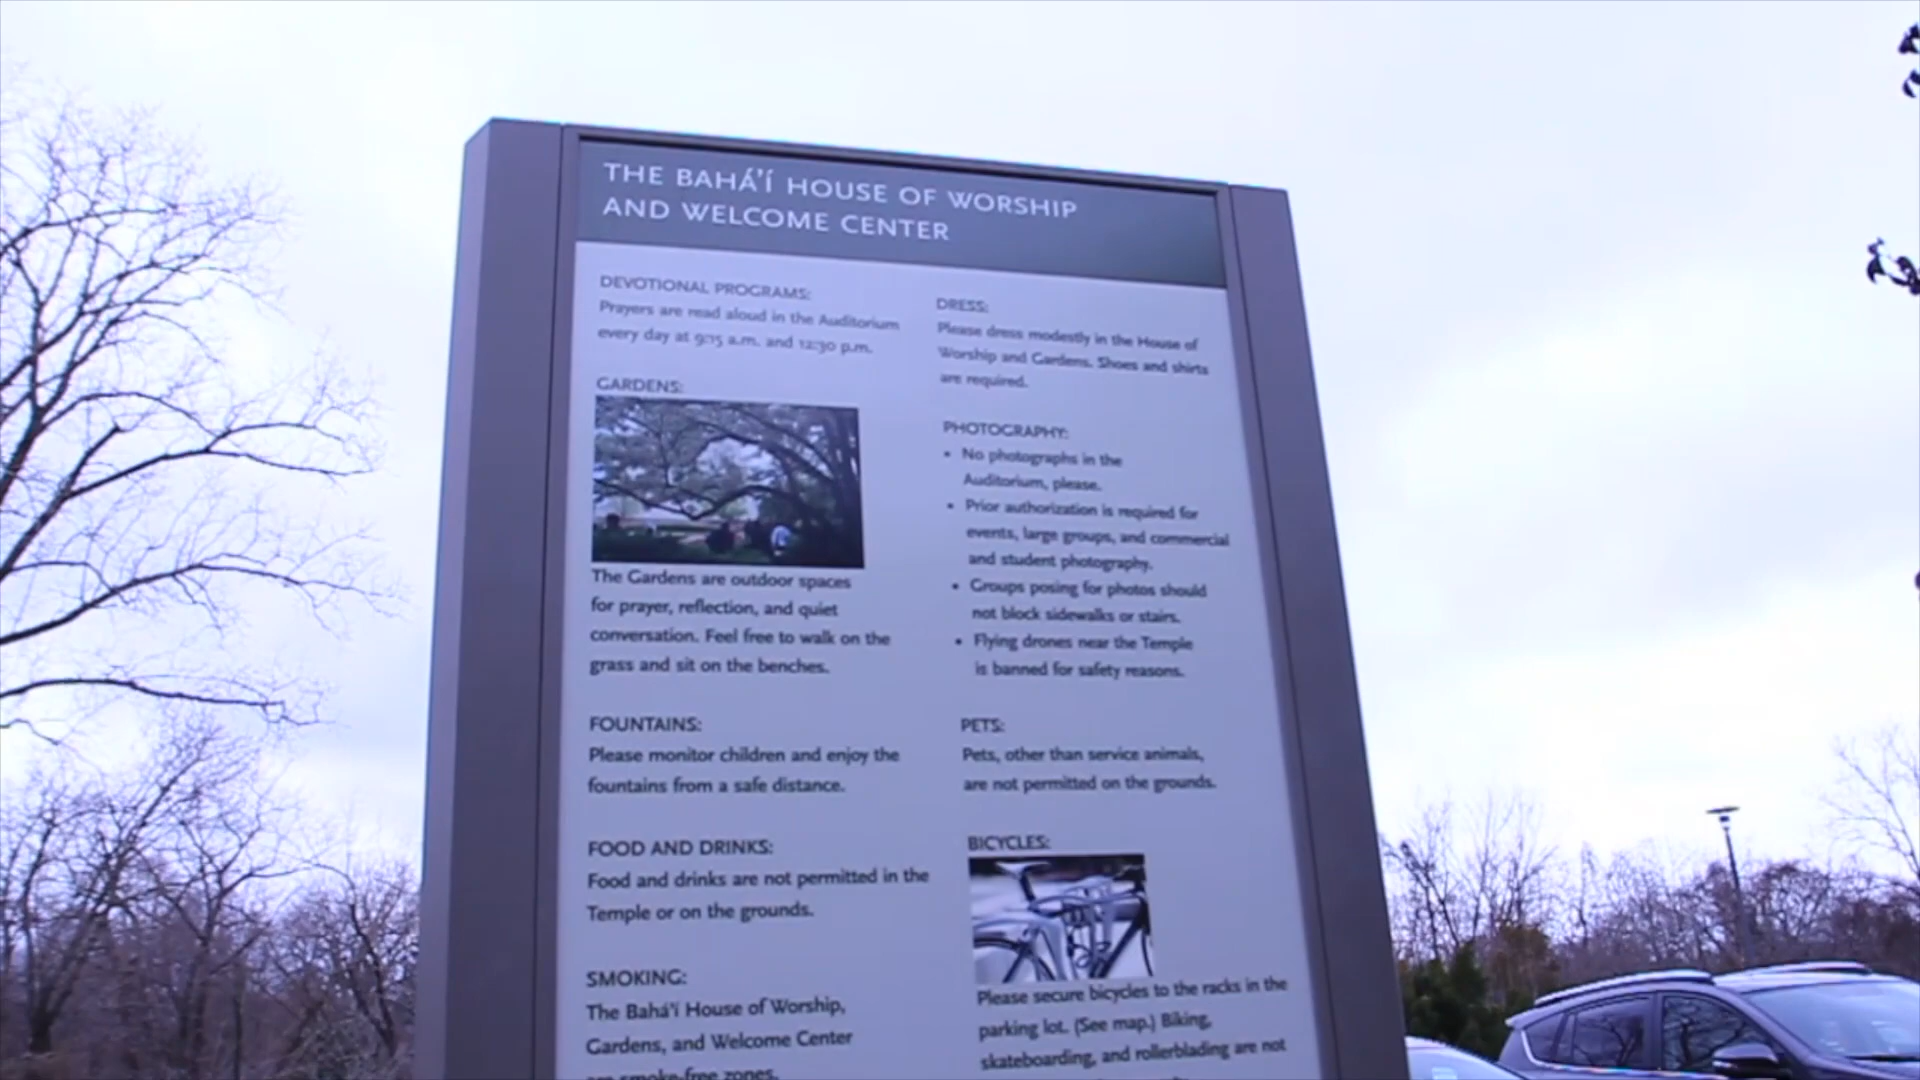 THE BAHÁ'Í HOUSE OF WORSHIP
AND WELCOME CENTER
DEVOTIONAL PROGRAMS:
Prayers are read aloud in the Auditorium
every day at 9:15 a.m. and 12:30 p.m.
GARDENS:
The Gardens are outdoor spaces
for prayer, reflection, and quiet
conversation. Feel free to walk on the
grass and sit on the benches.
FOUNTAINS:
Please monitor children and enjoy the
fountains from a safe distance.
FOOD AND DRINKS:
Food and drinks are not permitted in the
Temple or on the grounds.
SMOKING:
The Bahá'í House of Worship,
Gardens, and Welcome Center
are smoke-free zones.
DRESS:
Please dress modestly in the House of
Worship and Gardens. Shoes and shirts
are required.
PHOTOGRAPHY:
• No photographs in the
Auditorium, please.
• Prior authorization is required for
events, large groups, and commercial
and student photography.
• Groups posing for photos should
not block sidewalks or stairs.
• Flying drones near the Temple
is banned for safety reasons.
PETS:
Pets, other than service animals,
are not permitted on the grounds.
BICYCLES:
Please secure bicycles to the racks in the
parking lot. (See map.) Biking,
skateboarding, and rollerblading are not